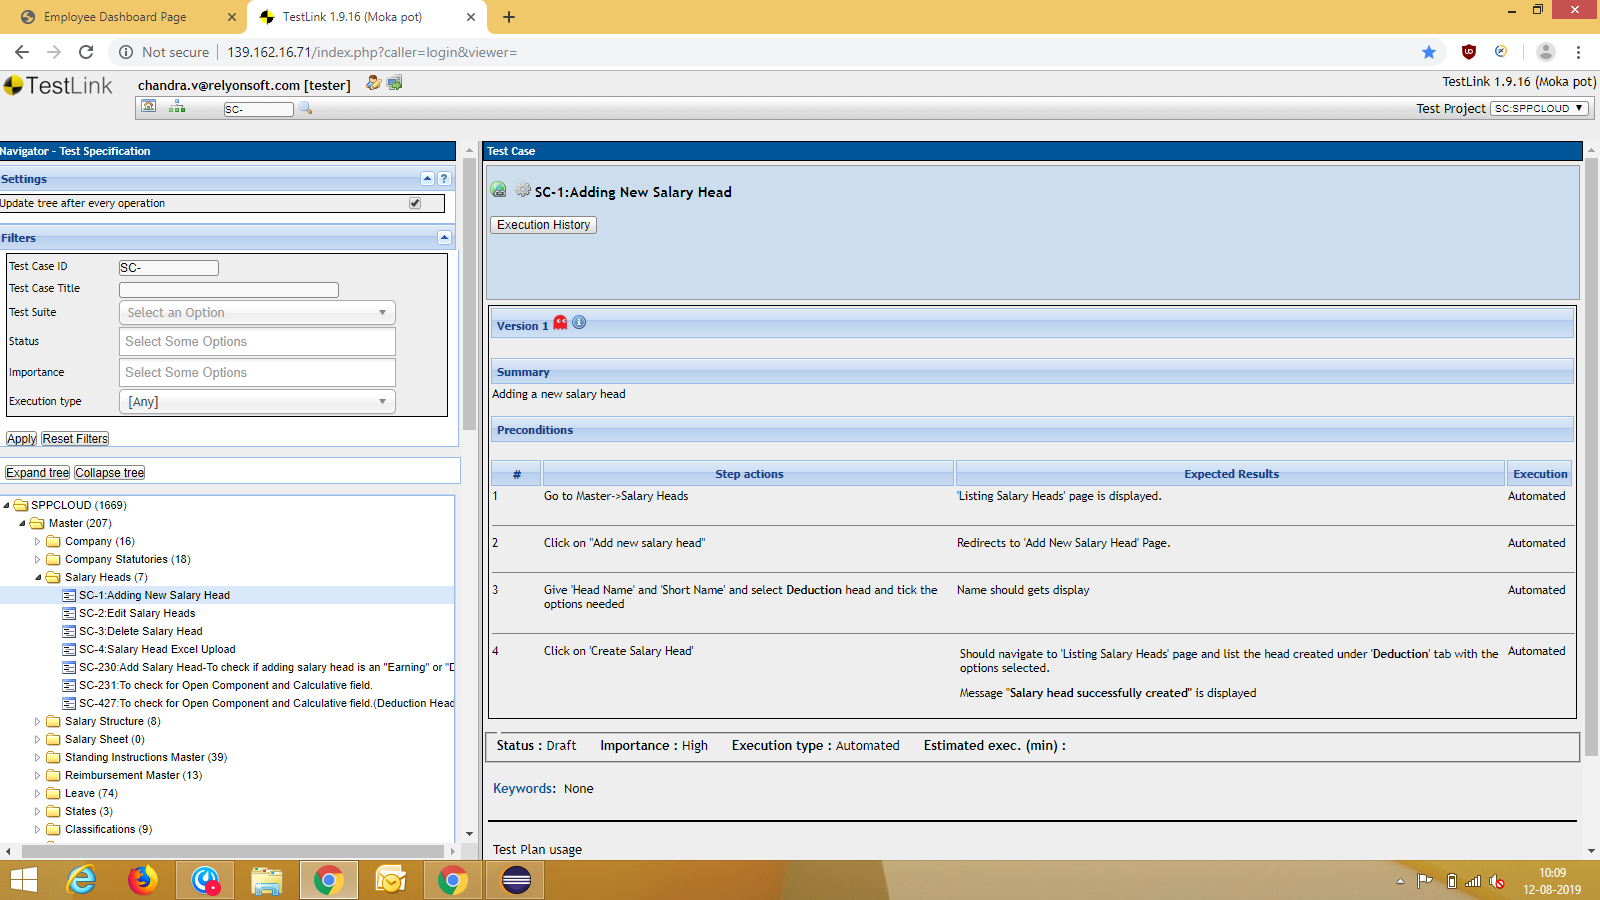 Employee Dashboard Page
TestLink 1.9.16 (Moka pot)
Not secure
139.162.16.71/index.php?caller=login&viewer=
TestLink
chandra.v@relyonsoft.com [tester]
TestLink 1.9.16 (Moka pot)
SC-
Test Project SC:SPPCLOUD
Navigator - Test Specification
Settings
Update tree after every operation
Filters
Test Case ID SC-
Test Case Title
Test Suite Select an Option
Status Select Some Options
Importance Select Some Options
Execution type [Any]
Apply Reset Filters
Expand tree Collapse tree
SPPCLOUD (1669)
Master (207)
Company (16)
Company Statutories (18)
Salary Heads (7)
SC-1:Adding New Salary Head
SC-2:Edit Salary Heads
SC-3:Delete Salary Head
SC-4:Salary Head Excel Upload
SC-230:Add Salary Head-To check if adding salary head is an "Earning" or "D
SC-231:To check for Open Component and Calculative field.
SC-427:To check for Open Component and Calculative field.(Deduction Head
Salary Structure (8)
Salary Sheet (0)
Standing Instructions Master (39)
Reimbursement Master (13)
Leave (74)
States (3)
Classifications (9)
Test Case
SC-1:Adding New Salary Head
Execution History
Version 1
Summary
Adding a new salary head
Preconditions
# Step actions Expected Results Execution
1 Go to Master->Salary Heads 'Listing Salary Heads' page is displayed. Automated
2 Click on "Add new salary head" Redirects to 'Add New Salary Head' Page. Automated
3 Give 'Head Name' and 'Short Name' and select Deduction head and tick the Name should gets display Automated
options needed
4 Click on 'Create Salary Head' Should navigate to 'Listing Salary Heads' page and list the head created under 'Deduction' tab with the Automated
options selected.
Message "Salary head successfully created" is displayed
Status : Draft Importance : High Execution type : Automated Estimated exec. (min) :
Keywords: None
Test Plan usage
10:09
12-08-2019